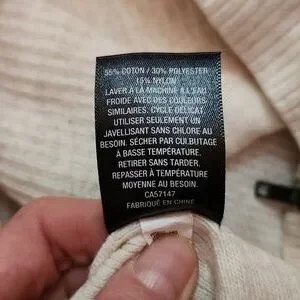 55% COTON / 30% POLYESTER
15% NYLON
LAVER À LA MACHINE À L'EAU
FROIDE AVEC DES COULEURS
SIMILAIRES. CYCLE DÉLICAT.
UTILISER SEULEMENT UN
JAVELLISANT SANS CHLORE AU
BESOIN. SÉCHER PAR CULBUTAGE
À BASSE TEMPÉRATURE.
RETIRER SANS TARDER.
REPASSER À TEMPÉRATURE
MOYENNE AU BESOIN.
CA57147
FABRIQUÉ EN CHINE